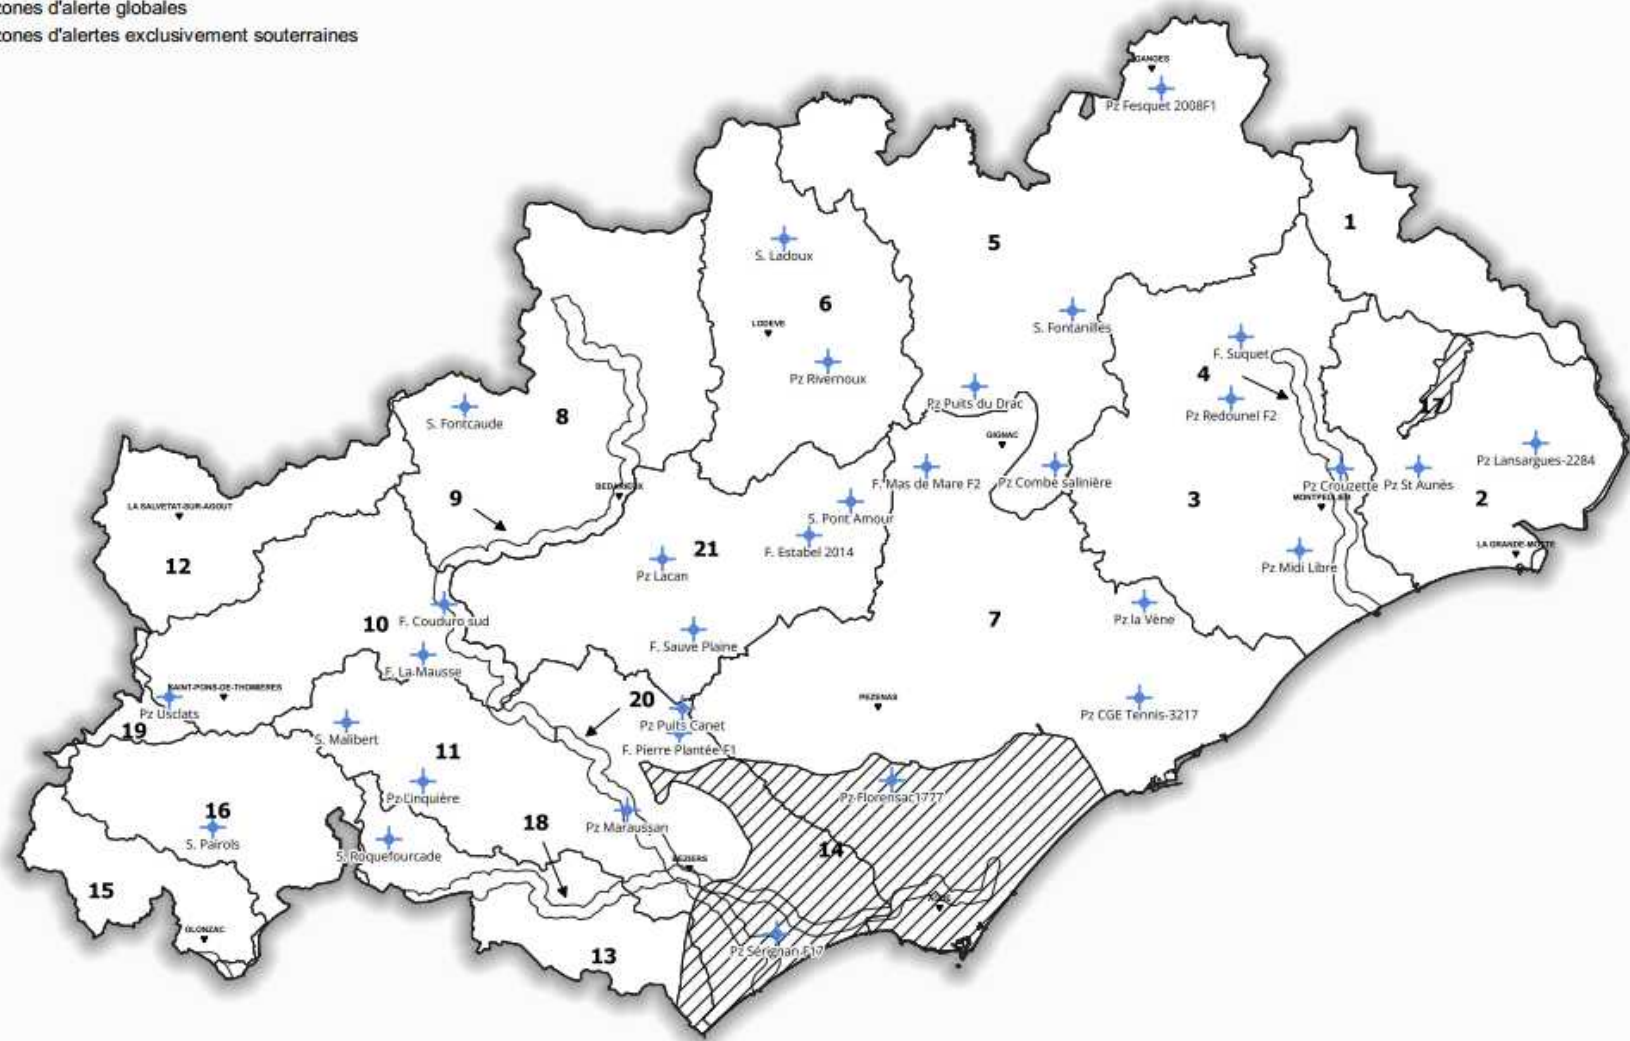 zones d'alerte globales
zones d'alertes exclusivement souterraines
GANGES
Pz Fesquet 2008F1
1
5
S. Ladoux
6
LODEVE
S. Fontanilles
F. Suquet
4
Pz Rivernoux
Pz Puits du Drac
Pz Redounel F2
17
8
S. Fontcaude
GIGNAC
Pz Lansargues-2284
F. Mas de Mare F2
Pz Combe salinière
Pz Crouzette
Pz St Aunès
BEDARIEUX
9
3
MONTPELLIER
2
LA SALVETAT-SUR-AGOUT
S. Pont Amour
F. Estabel 2014
21
LA GRANDE-MOTTE
12
Pz Lacan
Pz Midi Libre
10
F. Couduro sud
7
Pz la Vène
F. Sauve Plaine
F. La Mausse
SAINT-PONS-DE-THOMIERES
20
PEZENAS
Pz Usclats
Pz CGE Tennis-3217
19
Pz Puits Canet
S. Malibert
11
F. Pierre Plantée F1
Pz Linquière
Pz Florensac1777
16
18
Pz Maraussan
S. Pairols
S. Roquefourcade
BEZIERS
14
15
AGDE
OLONZAC
13
Pz Sérignan F17